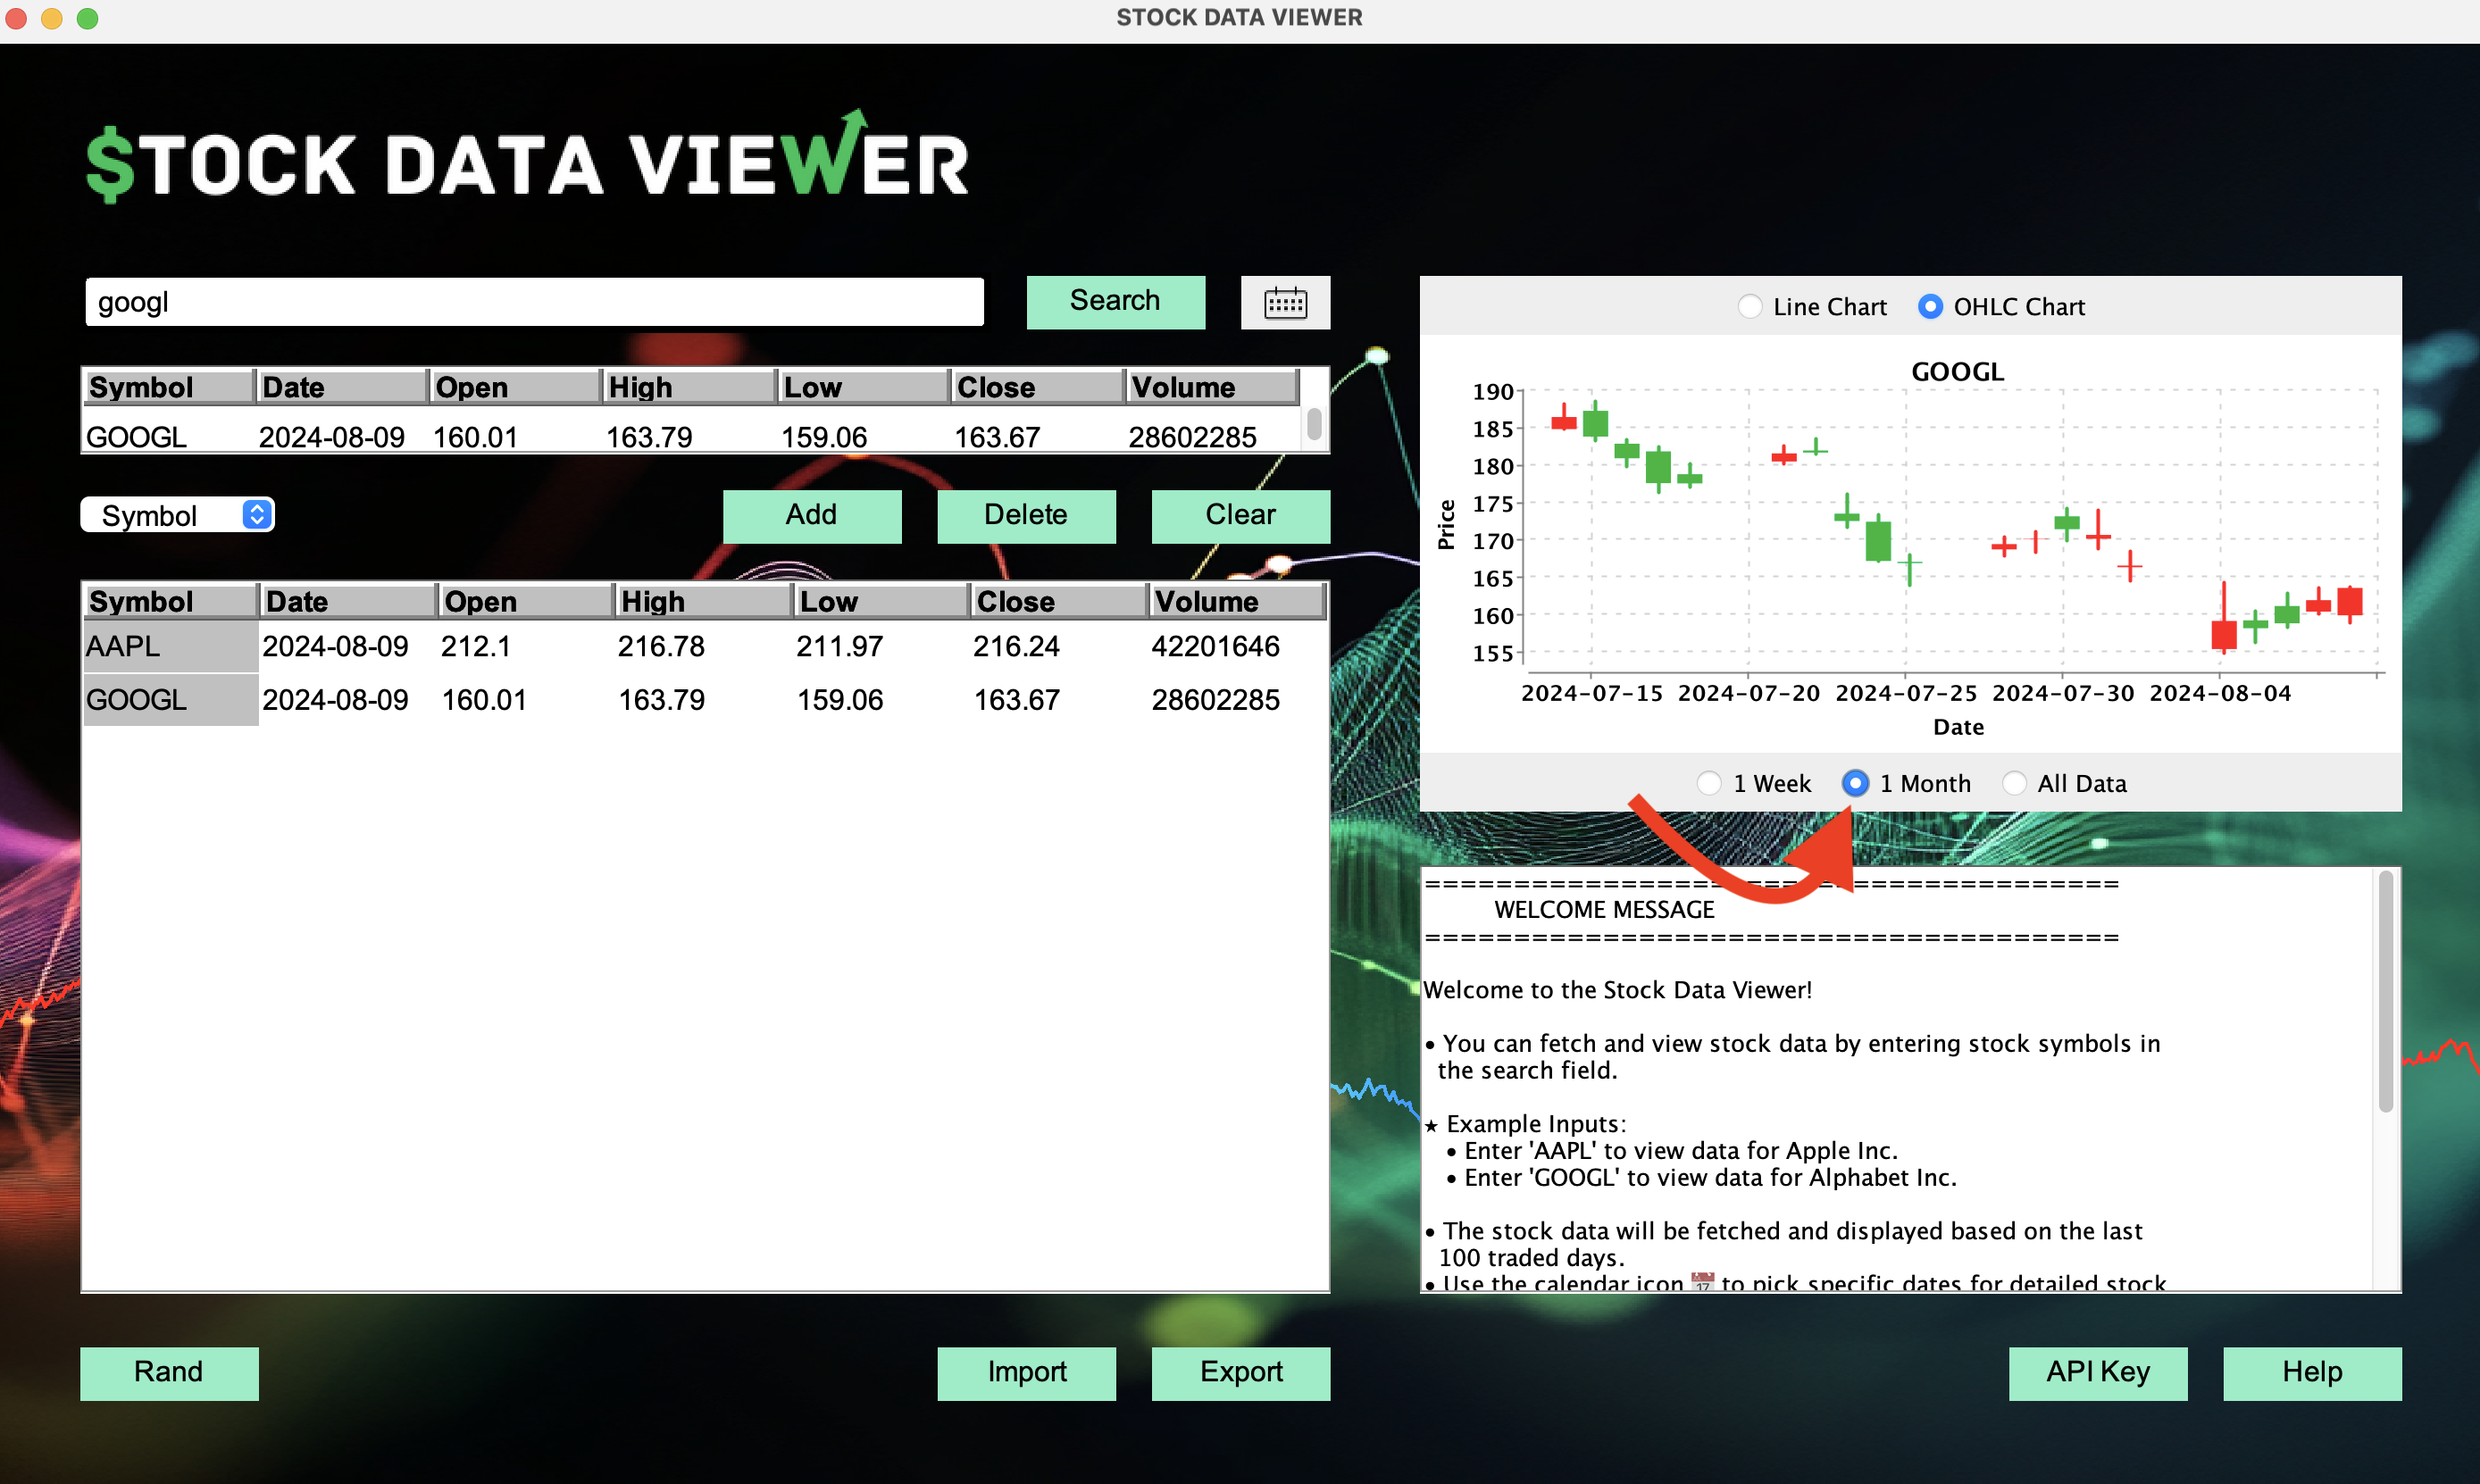 STOCK DATA VIEWER
$TOCK DATA VIEWER
googl
Search
Symbol Date Open High Low Close Volume
GOOGL 2024-08-09 160.01 163.79 159.06 163.67 28602285
Symbol
Add Delete Clear
Symbol Date Open High Low Close Volume
AAPL 2024-08-09 212.1 216.78 211.97 216.24 42201646
GOOGL 2024-08-09 160.01 163.79 159.06 163.67 28602285
Line Chart OHLC Chart
GOOGL
190
185
180
175
170
165
160
155
Price
2024-07-15 2024-07-20 2024-07-25 2024-07-30 2024-08-04
Date
1 Week 1 Month All Data
=======================================
WELCOME MESSAGE
=======================================
Welcome to the Stock Data Viewer!
• You can fetch and view stock data by entering stock symbols in
the search field.
★ Example Inputs:
• Enter 'AAPL' to view data for Apple Inc.
• Enter 'GOOGL' to view data for Alphabet Inc.
• The stock data will be fetched and displayed based on the last
100 traded days.
• Use the calendar icon 📅 to pick specific dates for detailed stock
Rand Import Export API Key Help